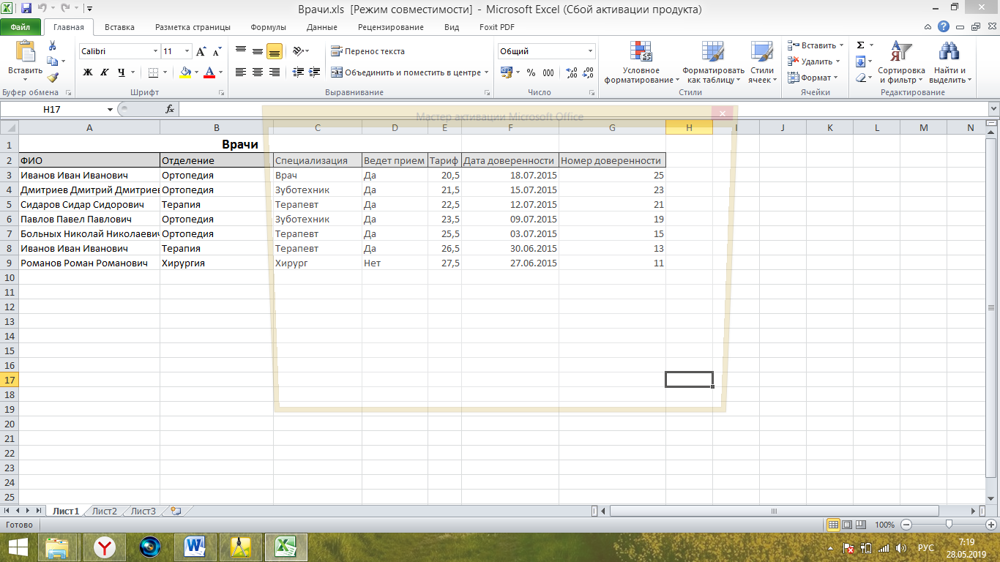 Врачи.xls [Режим совместимости] - Microsoft Excel (Сбой активации продукта)
Файл Главная Вставка Разметка страницы Формулы Данные Рецензирование Вид Foxit PDF
Calibri 11 Перенос текста Общий Вставить Σ
Вставить Ж К Ч А Объединить и поместить в центре % 000 Условное форматирование Форматировать как таблицу Стили ячеек Удалить Формат Сортировка и фильтр Найти и выделить
Буфер обмена Шрифт Выравнивание Число Стили Ячейки Редактирование
H17 fx
Мастер активации Microsoft Office
A B C D E F G H I J K L M N
1 Врачи
2 ФИО Отделение Специализация Ведет прием Тариф Дата доверенности Номер доверенности
3 Иванов Иван Иванович Ортопедия Врач Да 20,5 18.07.2015 25
4 Дмитриев Дмитрий Дмитриев Ортопедия Зуботехник Да 21,5 15.07.2015 23
5 Сидаров Сидар Сидорович Терапия Терапевт Да 22,5 12.07.2015 21
6 Павлов Павел Павлович Ортопедия Зуботехник Да 23,5 09.07.2015 19
7 Больных Николай Николаевич Ортопедия Терапевт Да 25,5 03.07.2015 15
8 Иванов Иван Иванович Терапия Терапевт Да 26,5 30.06.2015 13
9 Романов Роман Романович Хирургия Хирург Нет 27,5 27.06.2015 11
10
11
12
13
14
15
16
17
18
19
20
21
22
23
24
25
Лист1 Лист2 Лист3
Готово 100%
РУС 7:19
28.05.2019